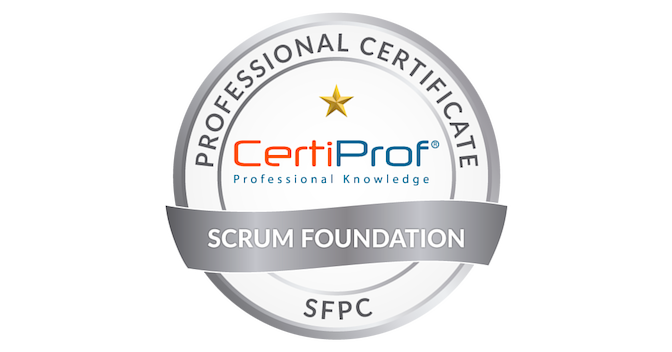 PROFESSIONAL CERTIFICATE
CertiProf®
Professional Knowledge
SCRUM FOUNDATION
SFPC